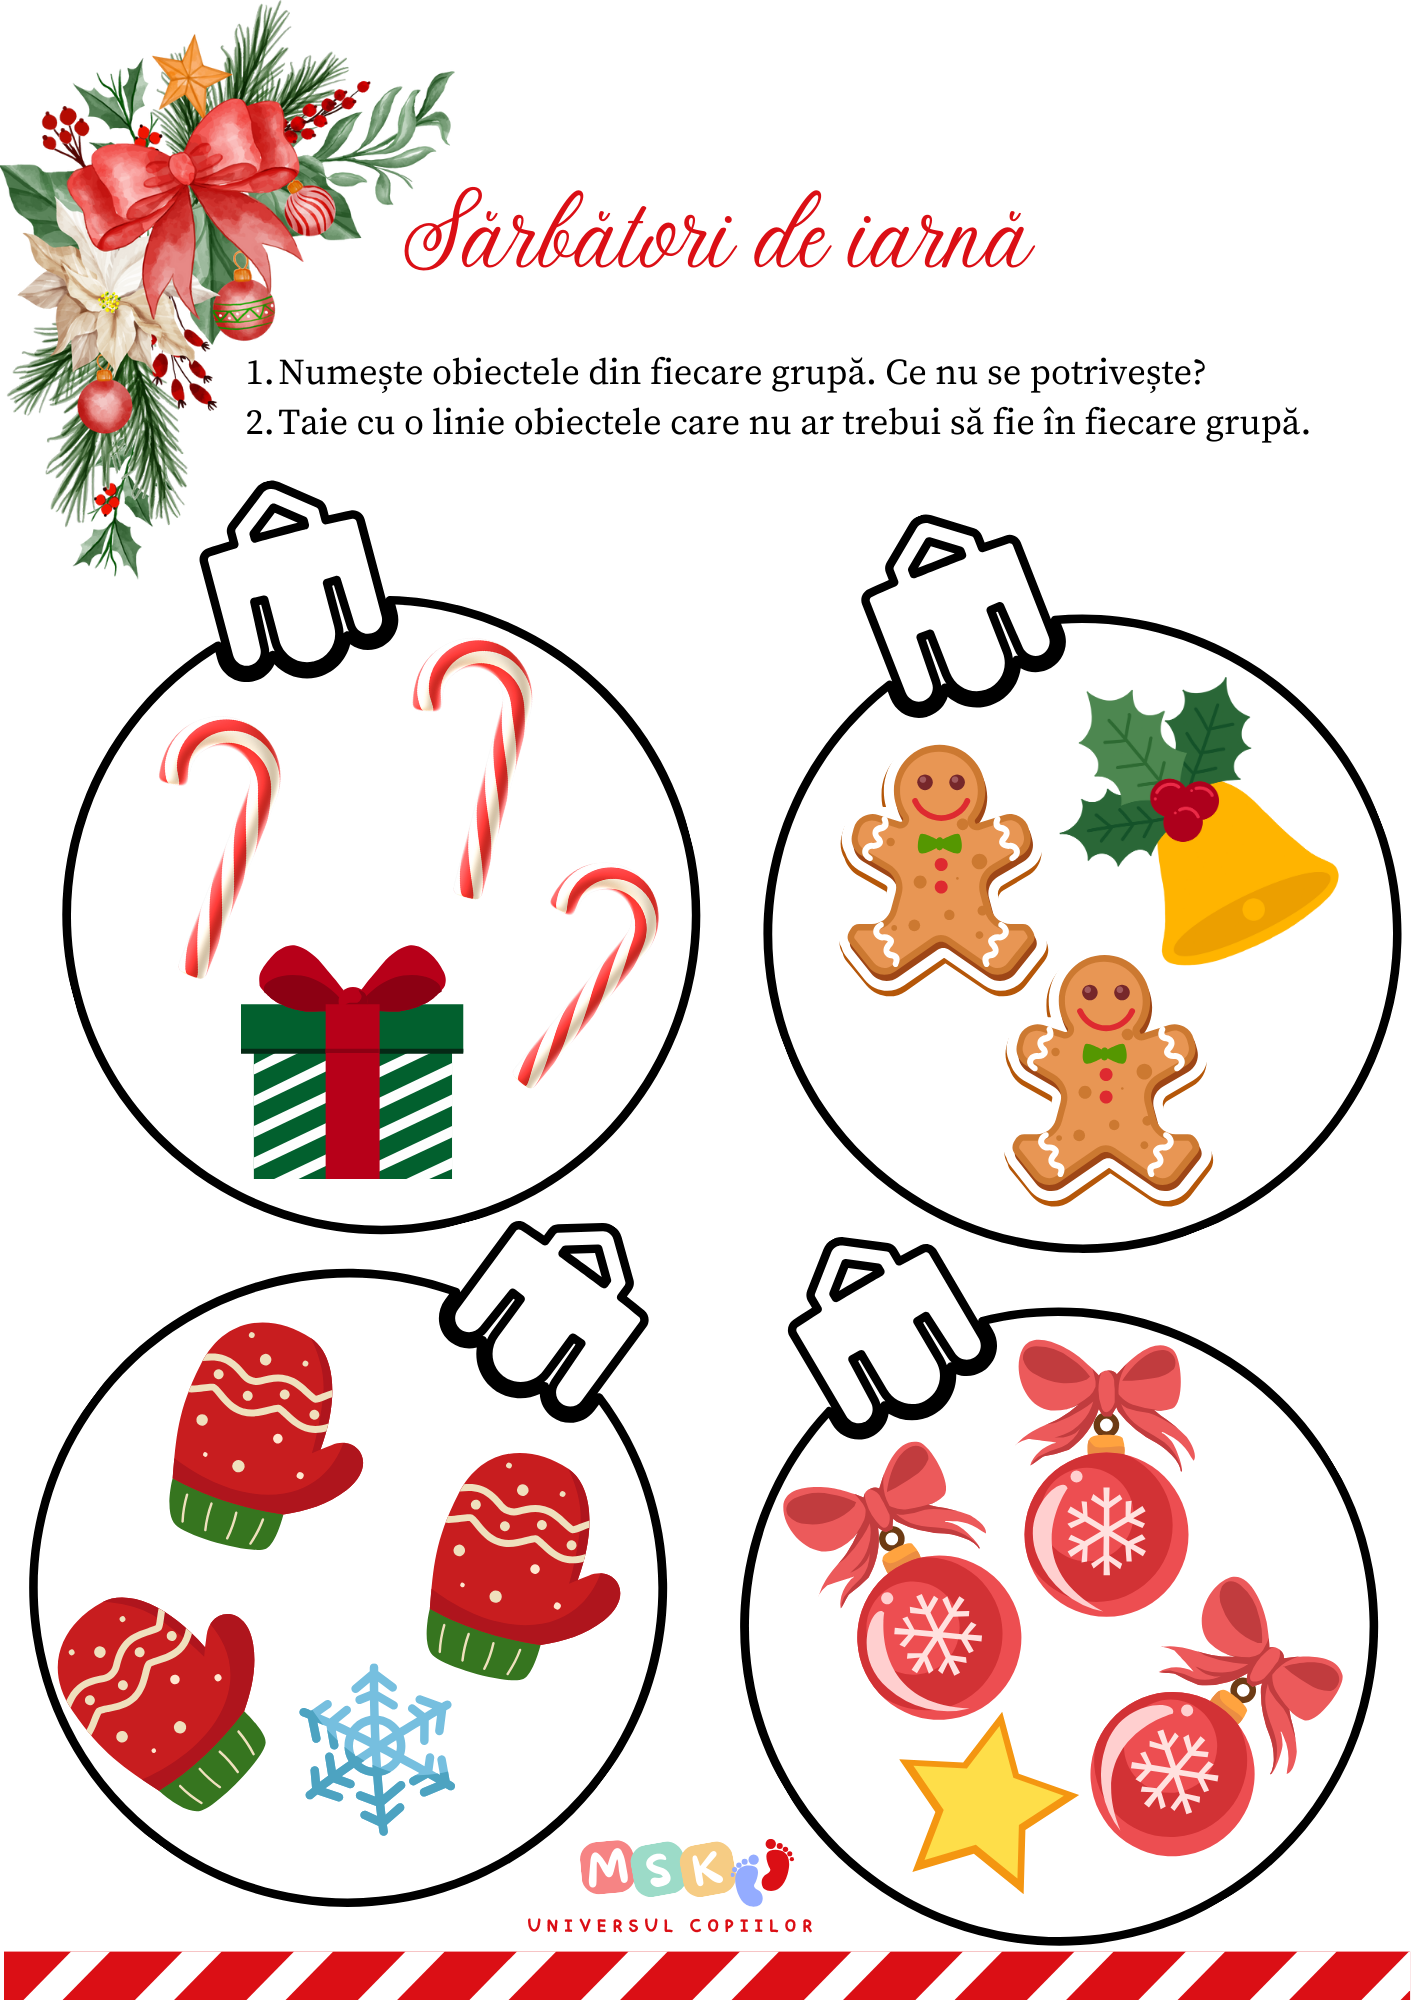 Sărbători de iarnă
1. Numește obiectele din fiecare grupă. Ce nu se potrivește?
2. Taie cu o linie obiectele care nu ar trebui să fie în fiecare grupă.
MSK
UNIVERSUL COPIILOR